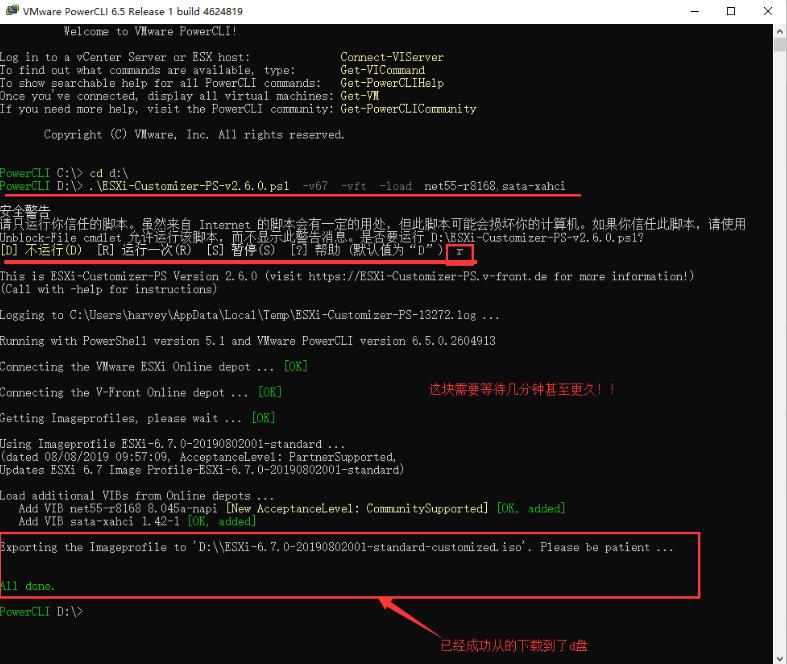 VMware PowerCLI 6.5 Release 1 build 4624819
Welcome to VMware PowerCLI!
Log in to a vCenter Server or ESX host: Connect-VIServer
To find out what commands are available, type: Get-VICommand
To show searchable help for all PowerCLI commands: Get-PowerCLIHelp
Once you've connected, display all virtual machines: Get-VM
If you need more help, visit the PowerCLI community: Get-PowerCLICommunity
Copyright (C) VMware, Inc. All rights reserved.
PowerCLI C:\> cd d:\
PowerCLI D:\> .\ESXi-Customizer-PS-v2.6.0.ps1 -v67 -vft -load net55-r8168,sata-xahci
安全警告
请只运行你信任的脚本。虽然来自 Internet 的脚本会有一定的用处，但此脚本可能会损坏你的计算机。如果你信任此脚本，请使用
Unblock-File cmdlet 允许运行该脚本，而不显示此警告消息。是否要运行 D:\ESXi-Customizer-PS-v2.6.0.ps1?
[D] 不运行(D) [R] 运行一次(R) [S] 暂停(S) [?] 帮助 (默认值为“D”) r
This is ESXi-Customizer-PS Version 2.6.0 (visit https://ESXi-Customizer-PS.v-front.de for more information!)
(Call with -help for instructions)
Logging to C:\Users\harvey\AppData\Local\Temp\ESXi-Customizer-PS-13272.log ...
Running with PowerShell version 5.1 and VMware PowerCLI version 6.5.0.2604913
Connecting the VMware ESXi Online depot ... [OK]
Connecting the V-Front Online depot ... [OK]
这块需要等待几分钟甚至更久！！
Getting Imageprofiles, please wait ... [OK]
Using Imageprofile ESXi-6.7.0-20190802001-standard ...
(dated 08/08/2019 09:57:09, AcceptanceLevel: PartnerSupported,
Updates ESXi 6.7 Image Profile-ESXi-6.7.0-20190802001-standard)
Load additional VIBs from Online depots ...
Add VIB net55-r8168 8.045a-napi [New AcceptanceLevel: CommunitySupported] [OK, added]
Add VIB sata-xahci 1.42-1 [OK, added]
Exporting the Imageprofile to 'D:\\ESXi-6.7.0-20190802001-standard-customized.iso'. Please be patient ...
All done.
PowerCLI D:\>
已经成功从的下载到了d盘